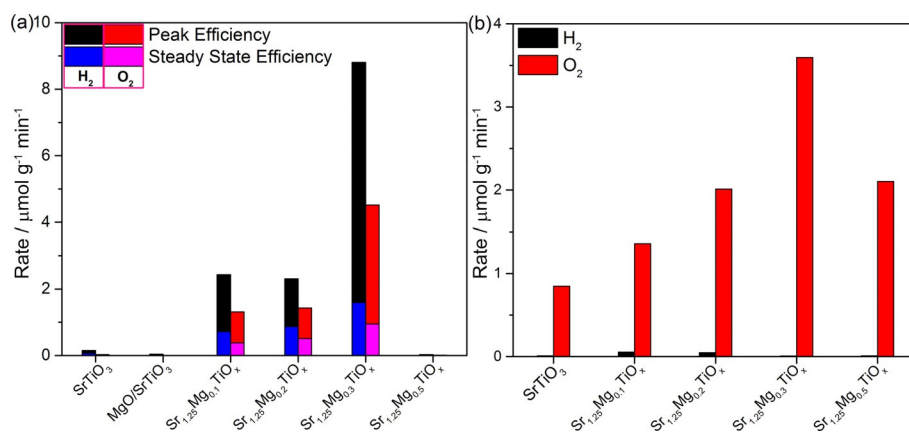 (a)
Peak Efficiency
Steady State Efficiency
H₂ O₂
Rate / μmol g⁻¹ min⁻¹
10
8
6
4
2
0
SrTiO₃
MgO/SrTiO₃
Sr₁.₂₅Mg₀.₁TiOₓ
Sr₁.₂₅Mg₀.₂TiOₓ
Sr₁.₂₅Mg₀.₃TiOₓ
Sr₁.₂₅Mg₀.₅TiOₓ
(b)
H₂
O₂
Rate / μmol g⁻¹ min⁻¹
4
3
2
1
0
SrTiO₃
Sr₁.₂₅Mg₀.₁TiOₓ
Sr₁.₂₅Mg₀.₂TiOₓ
Sr₁.₂₅Mg₀.₃TiOₓ
Sr₁.₂₅Mg₀.₅TiOₓ